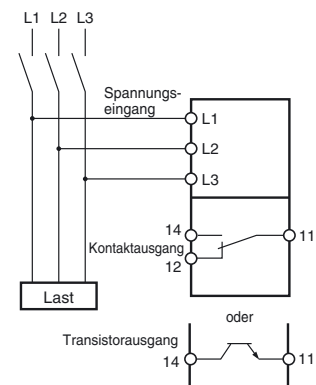 L1 L2 L3
Spannungs-
eingang
L1
L2
L3
14
11
Kontaktausgang
12
Last
oder
Transistorausgang
14
11